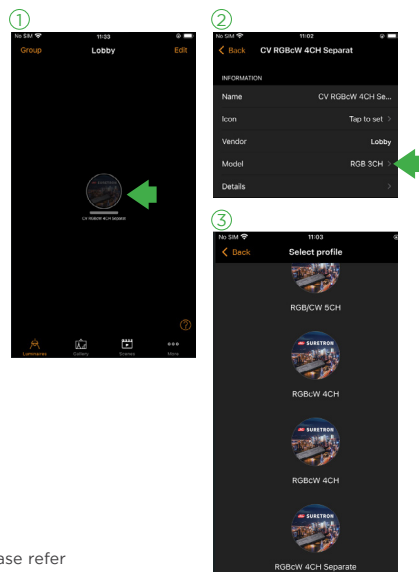 1
No SIM 11:33
Group Lobby Edit
CV RGBcW 4CH Separate
?
Luminaires Gallery Scenes More
2
No SIM 11:02
Back CV RGBcW 4CH Separat
INFORMATION
Name CV RGBcW 4CH Se...
Icon Tap to set
Vendor Lobby
Model RGB 3CH
Details
3
No SIM 11:03
Back Select profile
RGB/CW 5CH
SURETRON
RGBcW 4CH
SURETRON
RGBcW 4CH
SURETRON
RGBcW 4CH Separate
ase refer